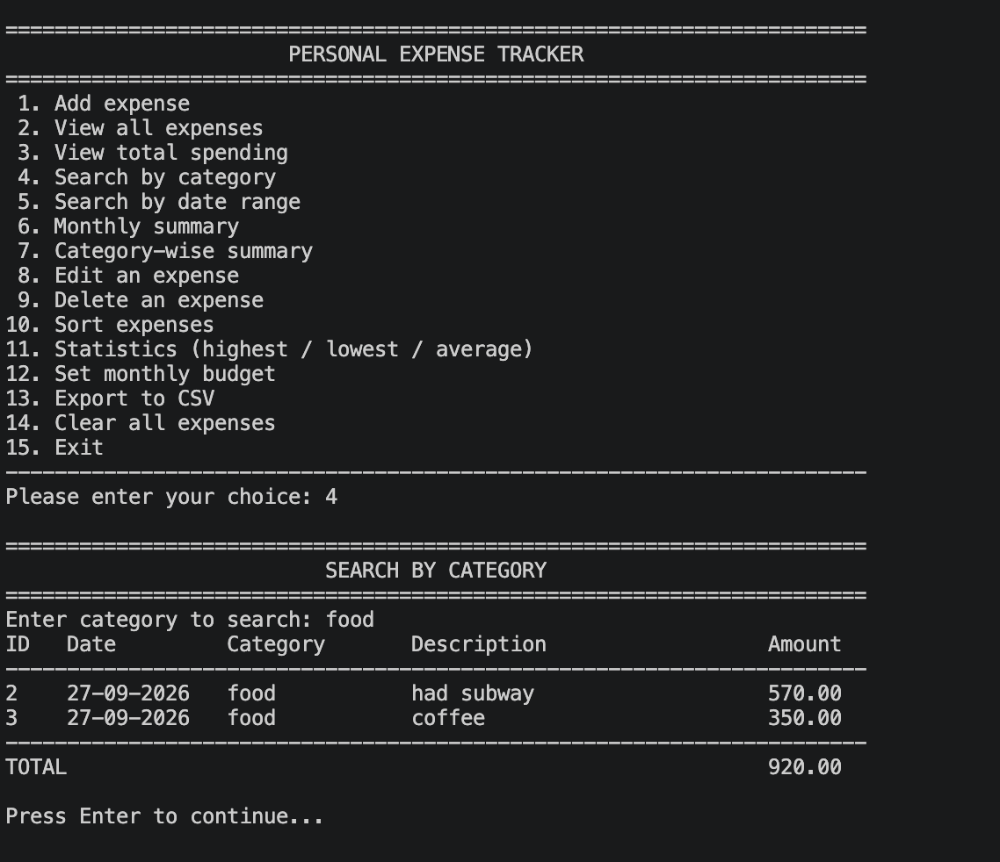 ======================================================================
PERSONAL EXPENSE TRACKER
======================================================================
1. Add expense
2. View all expenses
3. View total spending
4. Search by category
5. Search by date range
6. Monthly summary
7. Category-wise summary
8. Edit an expense
9. Delete an expense
10. Sort expenses
11. Statistics (highest / lowest / average)
12. Set monthly budget
13. Export to CSV
14. Clear all expenses
15. Exit
----------------------------------------------------------------------
Please enter your choice: 4
======================================================================
SEARCH BY CATEGORY
======================================================================
Enter category to search: food
ID   Date         Category       Description                  Amount
----------------------------------------------------------------------
2    27-09-2026   food           had subway                   570.00
3    27-09-2026   food           coffee                       350.00
----------------------------------------------------------------------
TOTAL                                                         920.00
Press Enter to continue...